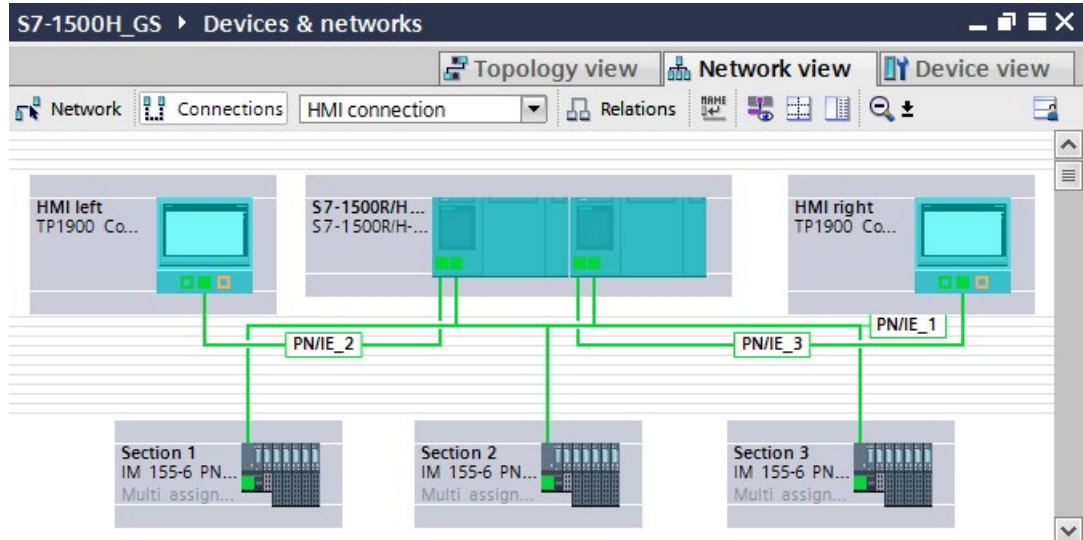 S7-1500H_GS ▸ Devices & networks
Topology view Network view Device view
Network Connections HMI connection Relations
HMI left
TP1900 Co...
S7-1500R/H...
S7-1500R/H-...
HMI right
TP1900 Co...
PN/IE_1
PN/IE_2
PN/IE_3
Section 1
IM 155-6 PN...
Multi assign...
Section 2
IM 155-6 PN...
Multi assign...
Section 3
IM 155-6 PN...
Multi assign...